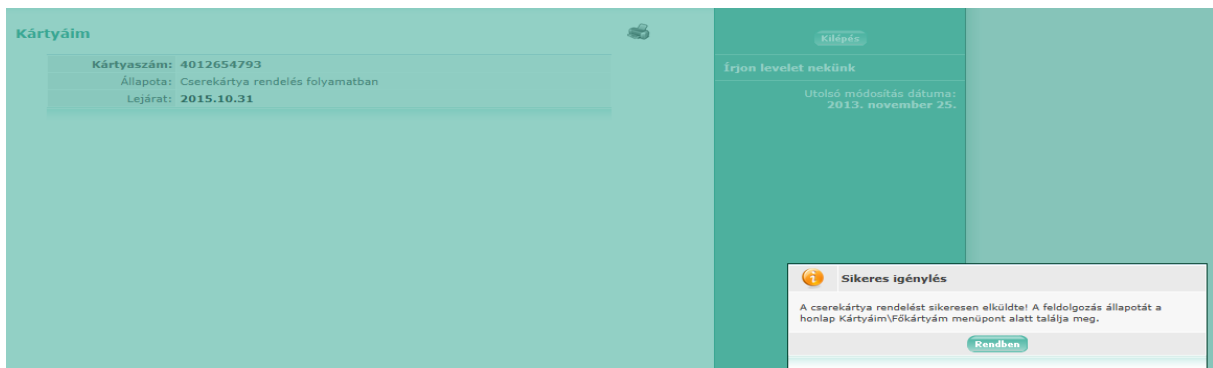 Kártyáim
Kártyaszám: 4012654793
Állapota: Cserekártya rendelés folyamatban
Lejárat: 2015.10.31
Kilépés
Írjon levelet nekünk
Utolsó módosítás dátuma:
2013. november 25.
Sikeres igénylés
A cserekártya rendelést sikeresen elküldte! A feldolgozás állapotát a
honlap Kártyáim\Főkártyám menüpont alatt találja meg.
Rendben